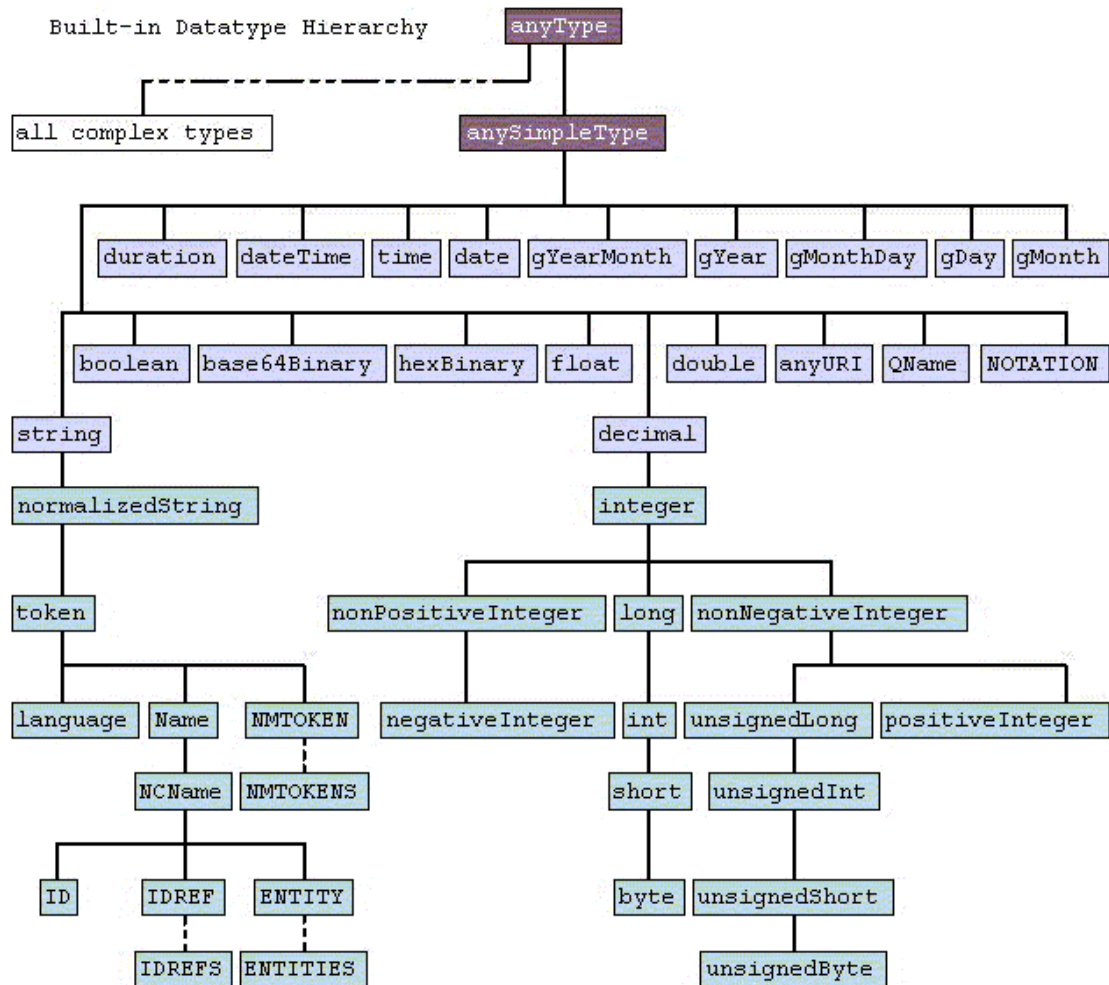 Built-in Datatype Hierarchy anyType
all complex types anySimpleType
duration dateTime time date gYearMonth gYear gMonthDay gDay gMonth
boolean base64Binary hexBinary float double anyURI QName NOTATION
string decimal
normalizedString integer
token nonPositiveInteger long nonNegativeInteger
language Name NMTOKEN negativeInteger int unsignedLong positiveInteger
NCName NMTOKENS short unsignedInt
ID IDREF ENTITY byte unsignedShort
IDREFS ENTITIES unsignedByte